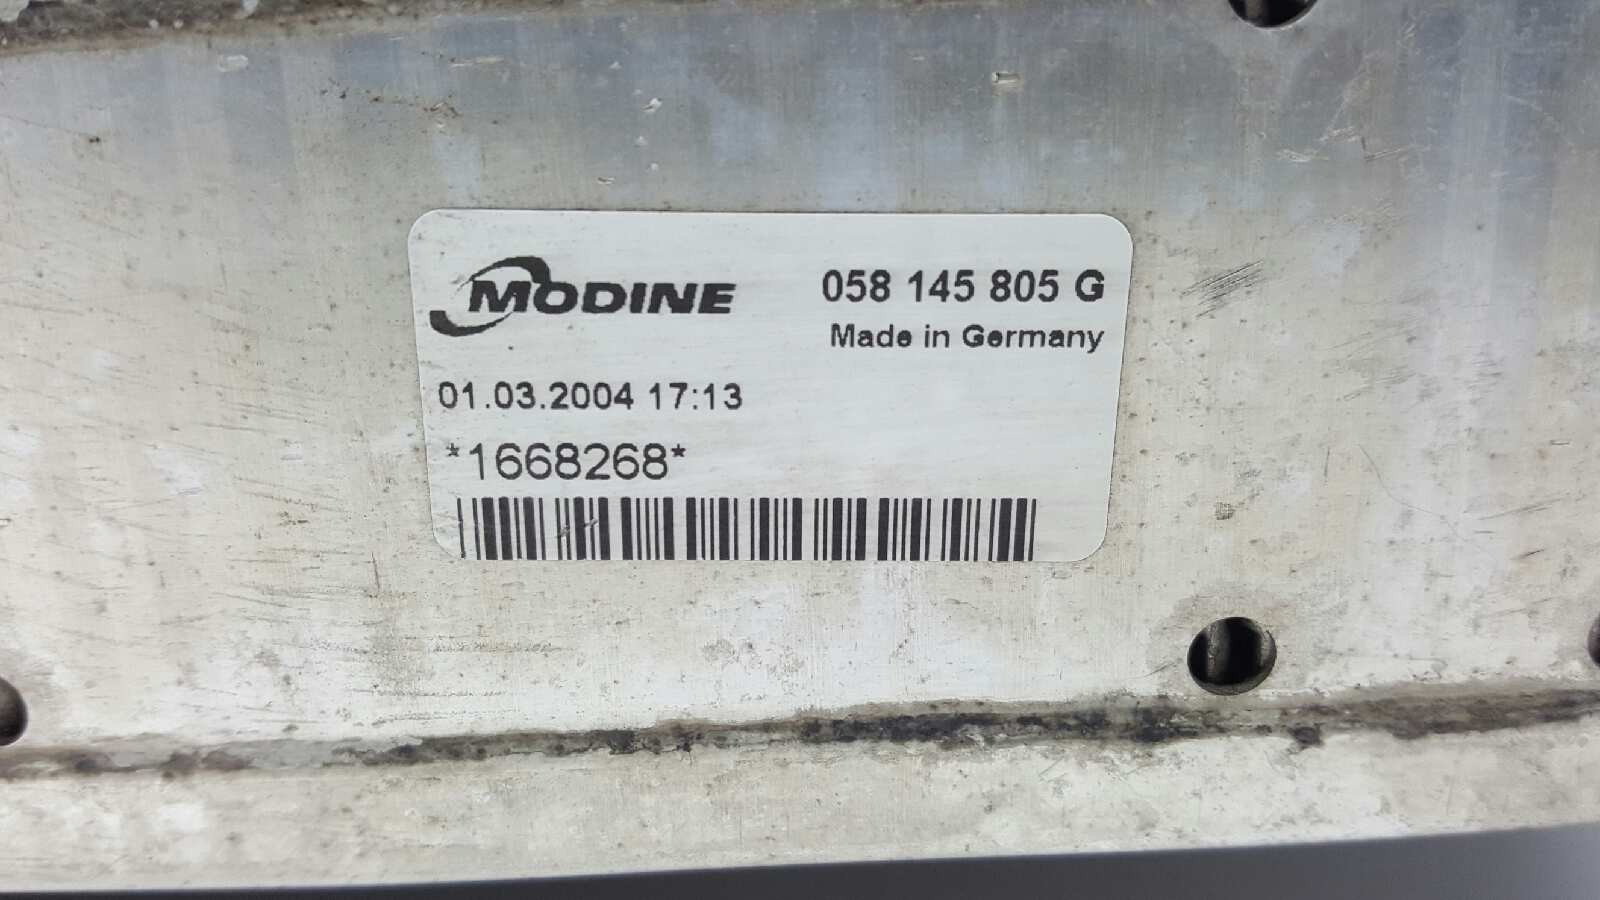 MODINE
058 145 805 G
Made in Germany
01.03.2004 17:13
*1668268*